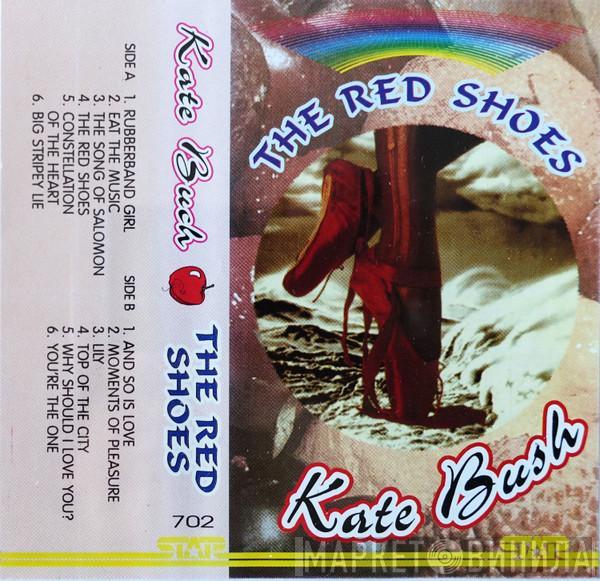 SIDE A
1. RUBBERBAND GIRL
2. EAT THE MUSIC
3. THE SONG OF SALOMON
4. THE RED SHOES
5. CONSTELLATION
OF THE HEART
6. BIG STRIPEY LIE
SIDE B
1. AND SO IS LOVE
2. MOMENTS OF PLEASURE
3. LILY
4. TOP OF THE CITY
5. WHY SHOULD I LOVE YOU?
6. YOU'RE THE ONE
Kate Buch
THE RED
SHOES
702
STAR
THE RED SHOES
Kate Bush
STAR
МАРКЕТ ВИНИЛА